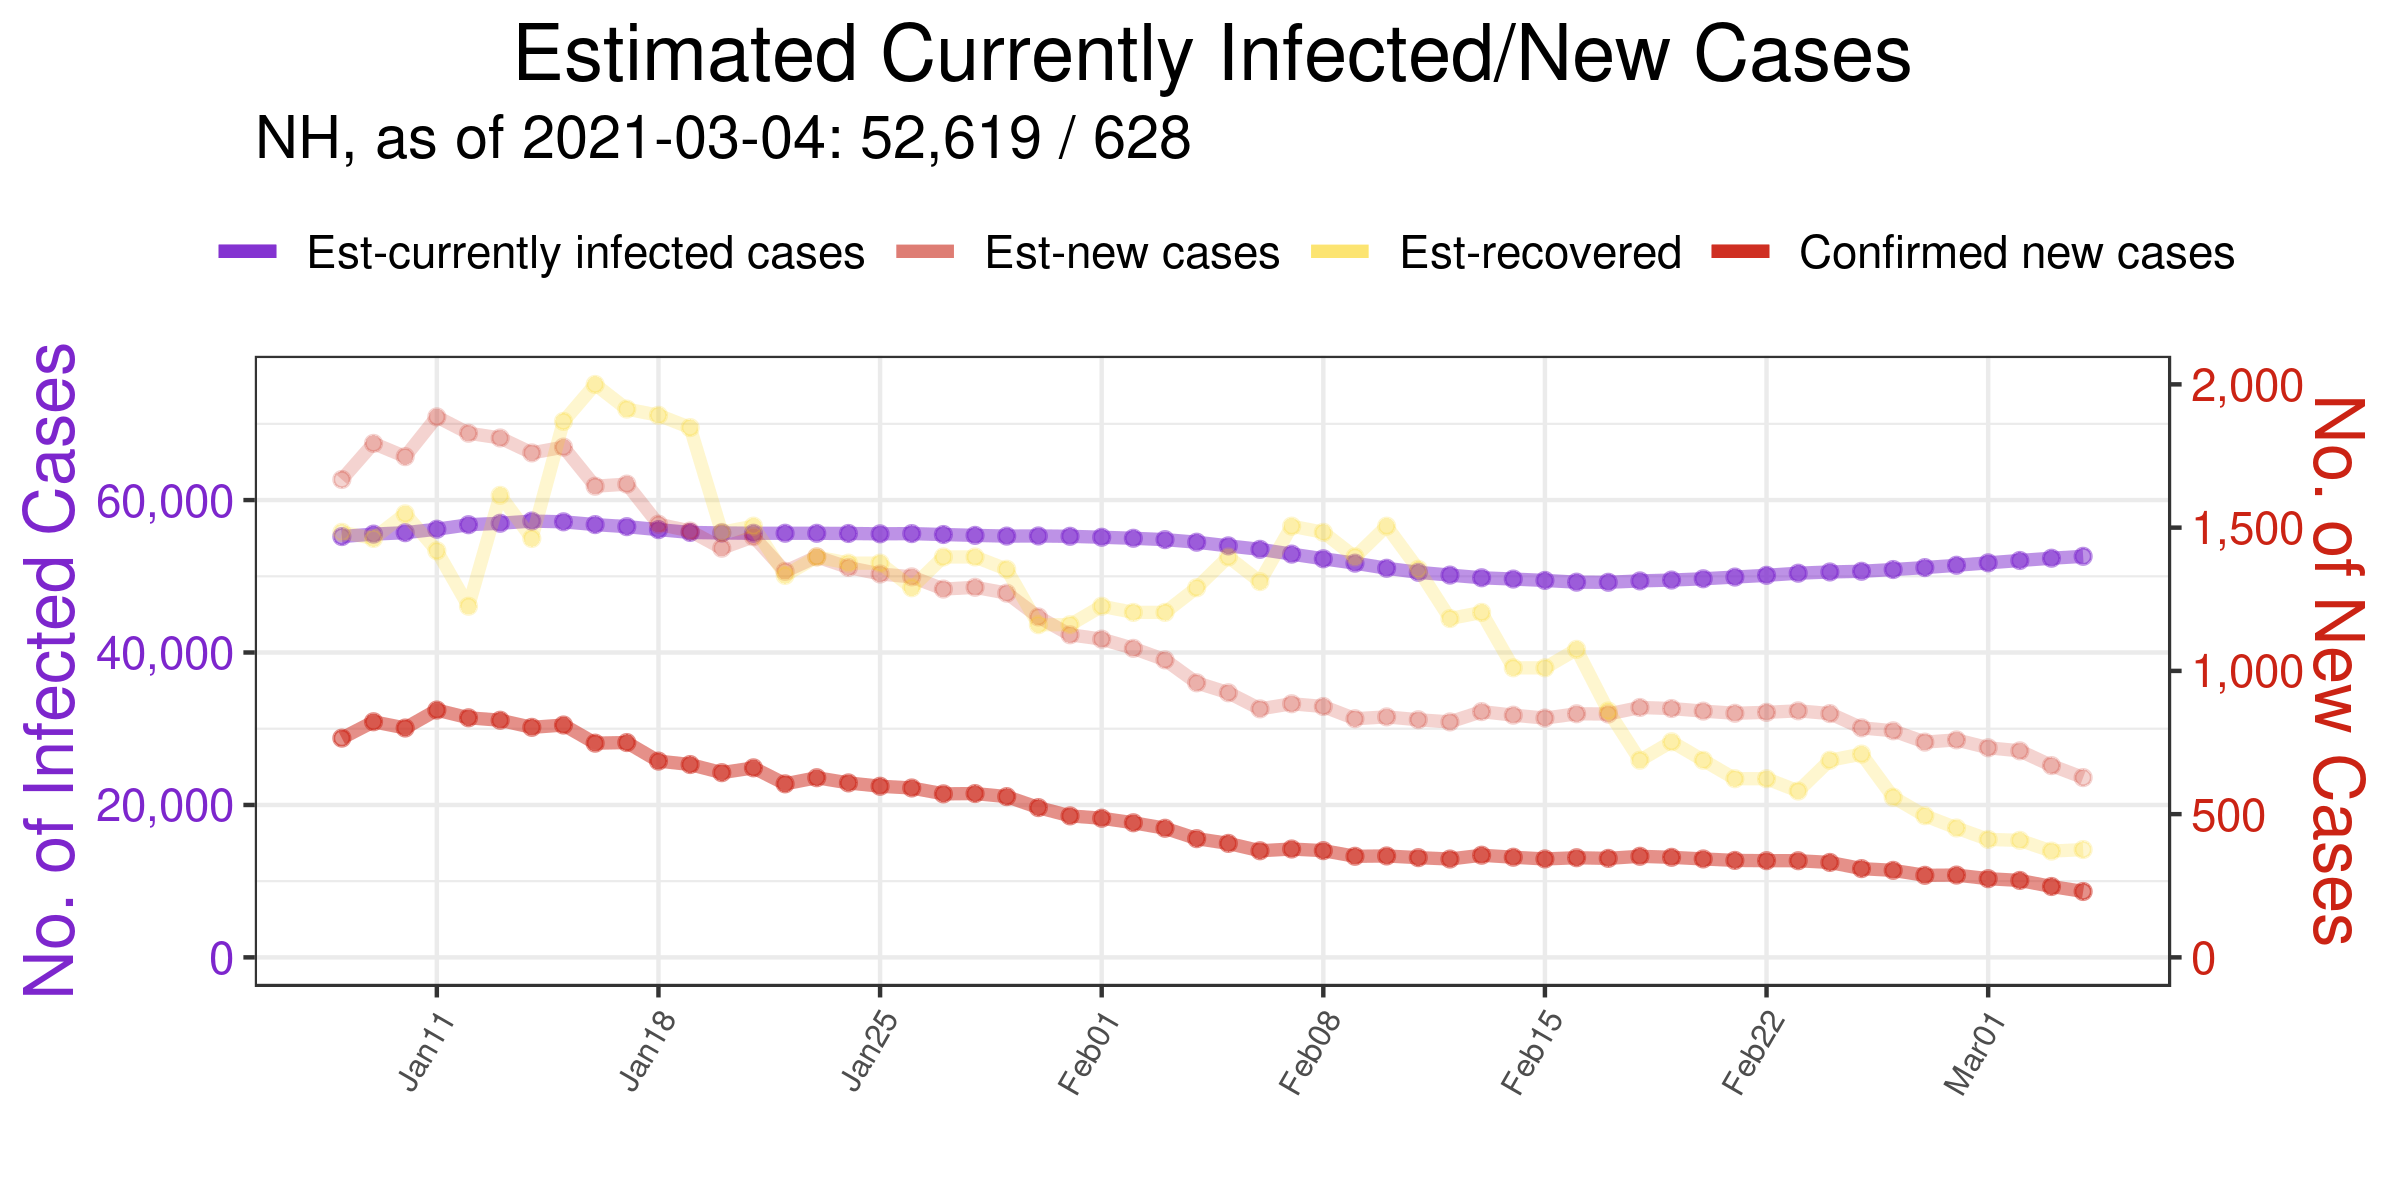 Estimated Currently Infected/New Cases
NH, as of 2021-03-04: 52,619 / 628
Est-currently infected cases
Est-new cases
Est-recovered
Confirmed new cases
No. of Infected Cases
60,000
40,000
20,000
0
2,000
1,500
1,000
500
0
No. of New Cases
Jan11
Jan18
Jan25
Feb01
Feb08
Feb15
Feb22
Mar01